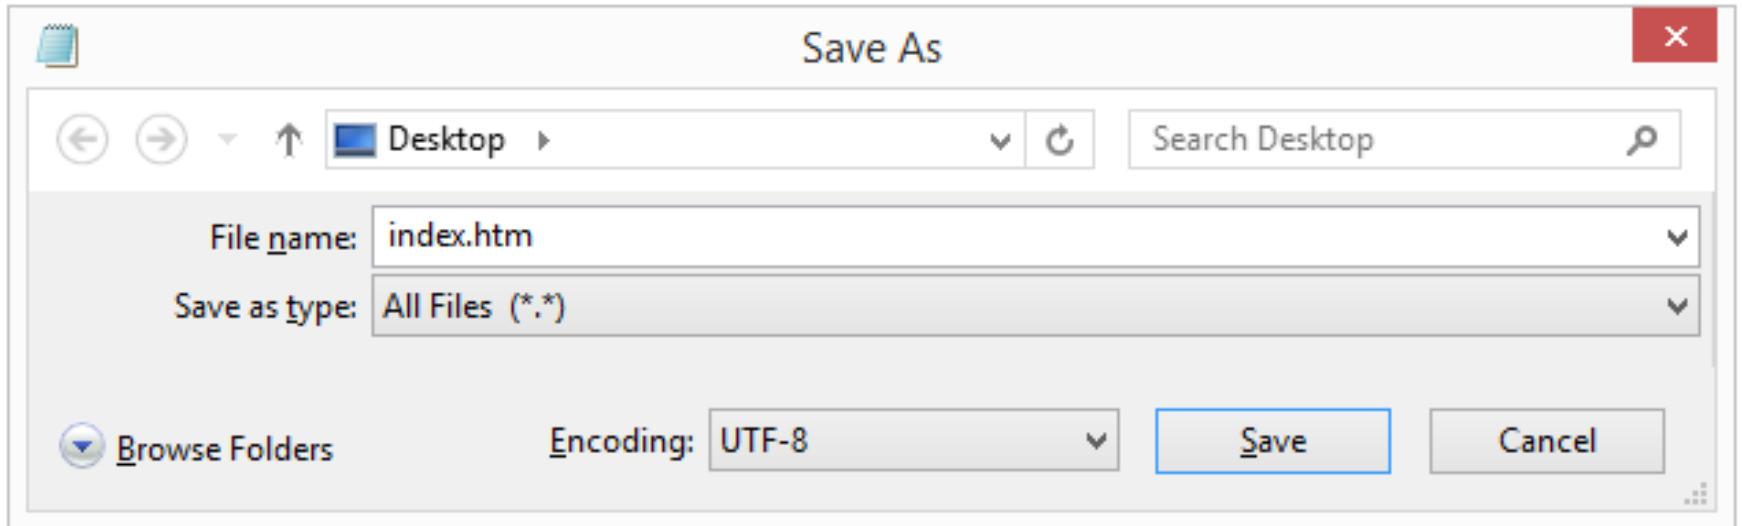 Save As
Desktop
Search Desktop
File name: index.htm
Save as type: All Files (*.*)
Browse Folders Encoding: UTF-8 Save Cancel